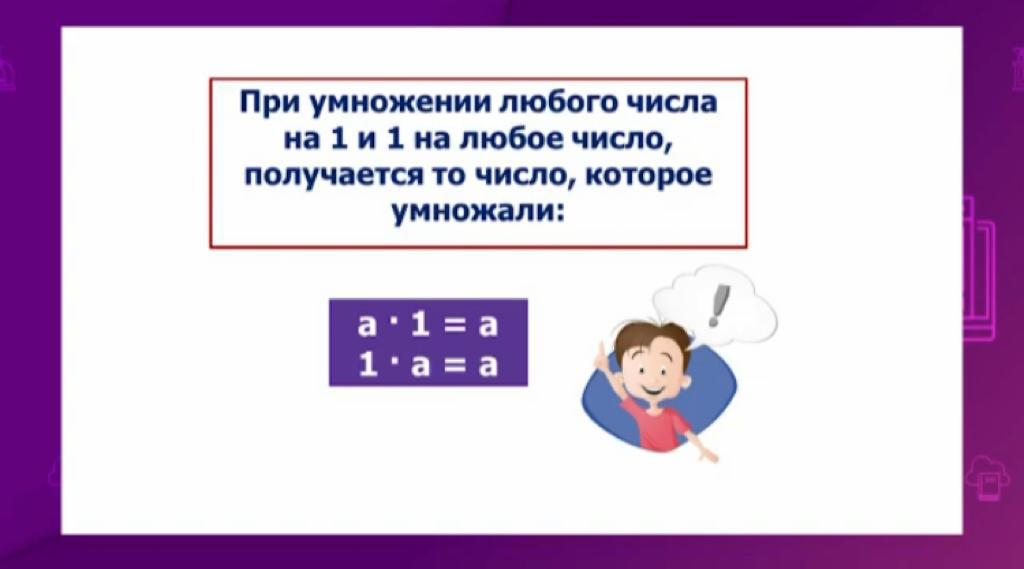 При умножении любого числа
на 1 и 1 на любое число,
получается то число, которое
умножали:
а · 1 = а
1 · а = а
!